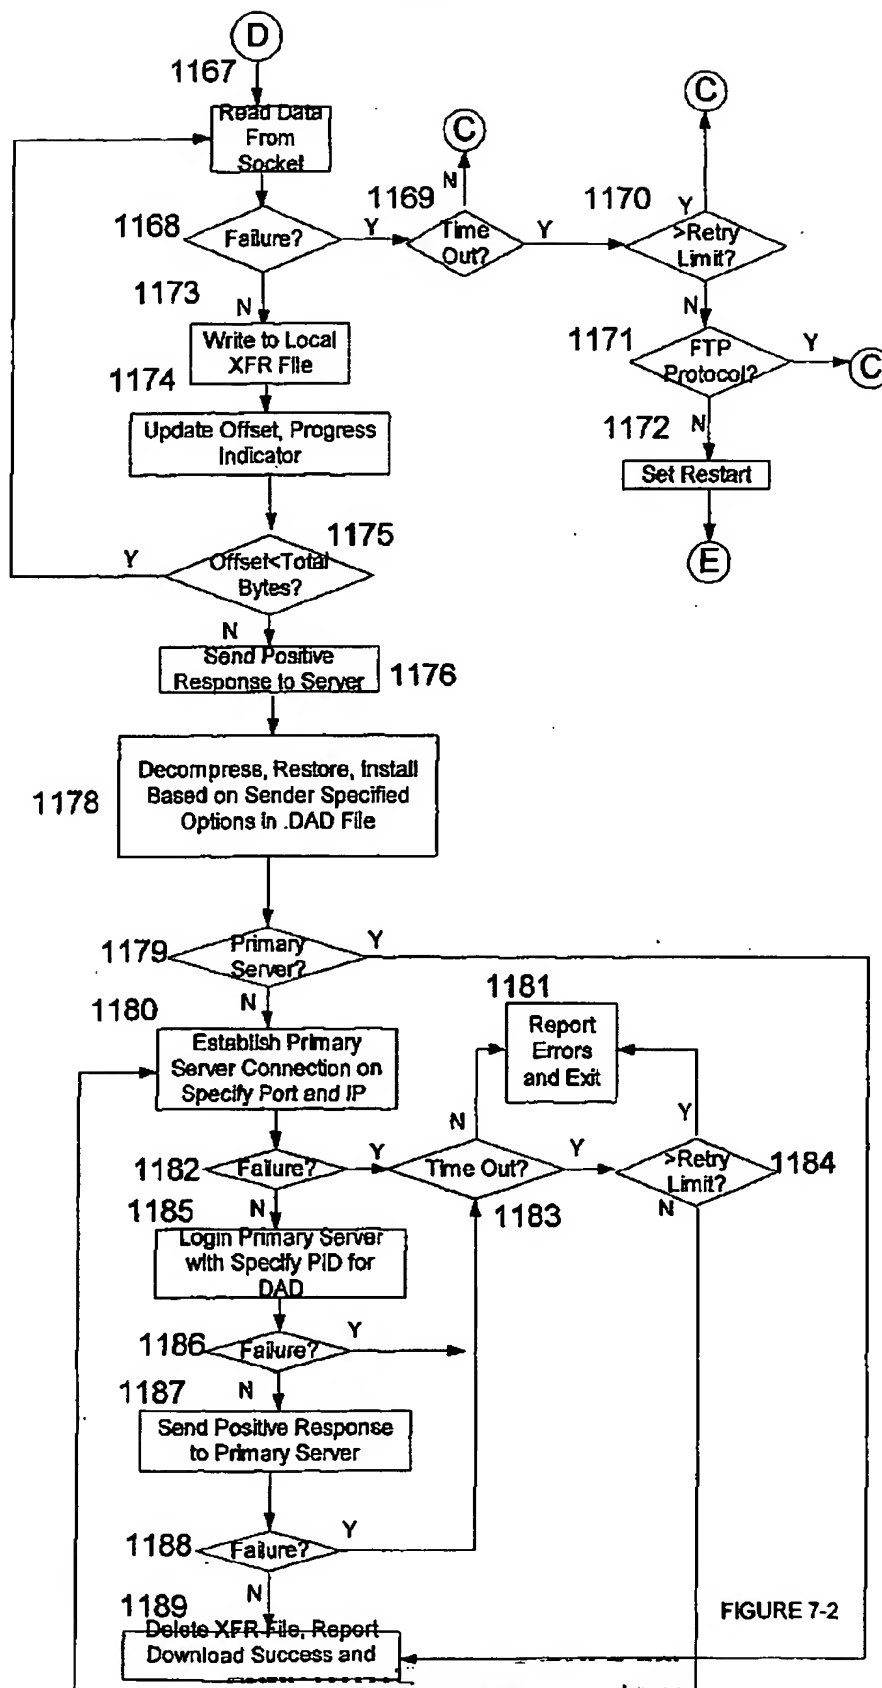 D
1167
Read Data
From
Socket
C
C
N
1169
1170
Y
1168
Failure?
Y
Time
Out?
Y
>Retry
Limit?
1173
N
N
1171
FTP
Protocol?
Y
C
Write to Local
XFR File
1174
1172
N
Update Offset, Progress
Indicator
Set Restart
1175
Y
Offset<Total
Bytes?
E
N
Send Positive
Response to Server
1176
1178
Decompress, Restore, Install
Based on Sender Specified
Options in .DAD File
1179
Primary
Server?
Y
N
1180
1181
Establish Primary
Server Connection on
Specify Port and IP
Report
Errors
and Exit
N
Y
1182
Failure?
Y
Time Out?
Y
>Retry
Limit?
1184
1185
N
1183
N
Login Primary Server
with Specify PID for
DAD
1186
Failure?
Y
1187
N
Send Positive Response
to Primary Server
1188
Failure?
Y
N
1189
Delete XFR File, Report
Download Success and
FIGURE 7-2